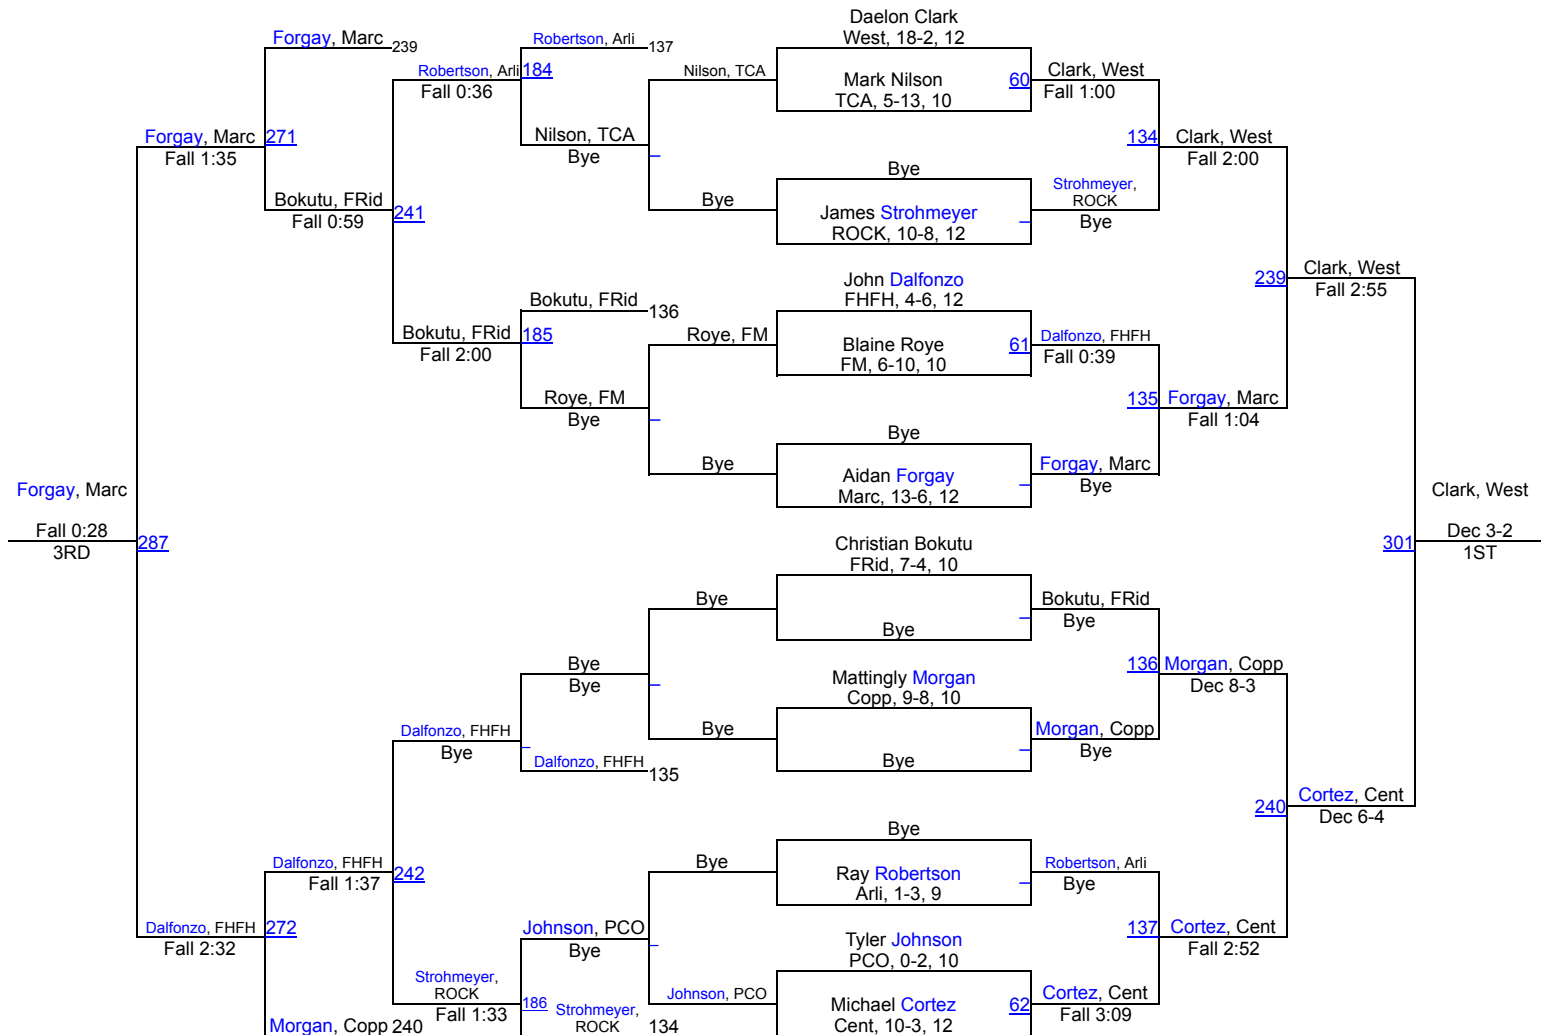 Daelon Clark
West, 18-2, 12
Forgay, Marc 239
Robertson, Arli 137
Robertson, Arli 184
Fall 0:36
Nilson, TCA
Mark Nilson
TCA, 5-13, 10
60 Clark, West
Fall 1:00
Forgay, Marc 271
Fall 1:35
Nilson, TCA
Bye
134 Clark, West
Fall 2:00
Bye
Bokutu, FRid
Fall 0:59
241
Bye
James Strohmeyer
ROCK, 10-8, 12
Strohmeyer,
ROCK
Bye
John Dalfonzo
FHFH, 4-6, 12
239 Clark, West
Fall 2:55
Bokutu, FRid
136
Bokutu, FRid 185
Fall 2:00
Roye, FM
Blaine Roye
FM, 6-10, 10
61 Dalfonzo, FHFH
Fall 0:39
Roye, FM
Bye
135 Forgay, Marc
Fall 1:04
Bye
Bye
Aidan Forgay
Marc, 13-6, 12
Forgay, Marc
Bye
Forgay, Marc
Clark, West
Fall 0:28
3RD
287
Christian Bokutu
FRid, 7-4, 10
301
Dec 3-2
1ST
Bye
Bye
Bokutu, FRid
Bye
Bye
Bye
Mattingly Morgan
Copp, 9-8, 10
136 Morgan, Copp
Dec 8-3
Dalfonzo, FHFH
Bye
Bye
Bye
Morgan, Copp
Bye
Dalfonzo, FHFH 135
240 Cortez, Cent
Dec 6-4
Bye
Dalfonzo, FHFH
Fall 1:37
242
Bye
Ray Robertson
Arli, 1-3, 9
Robertson, Arli
Bye
Dalfonzo, FHFH 272
Fall 2:32
Johnson, PCO
Bye
Tyler Johnson
PCO, 0-2, 10
137 Cortez, Cent
Fall 2:52
Strohmeyer,
ROCK
Fall 1:33
186 Strohmeyer,
ROCK 134
Johnson, PCO
Michael Cortez
Cent, 10-3, 12
62 Cortez, Cent
Fall 3:09
Morgan, Copp 240